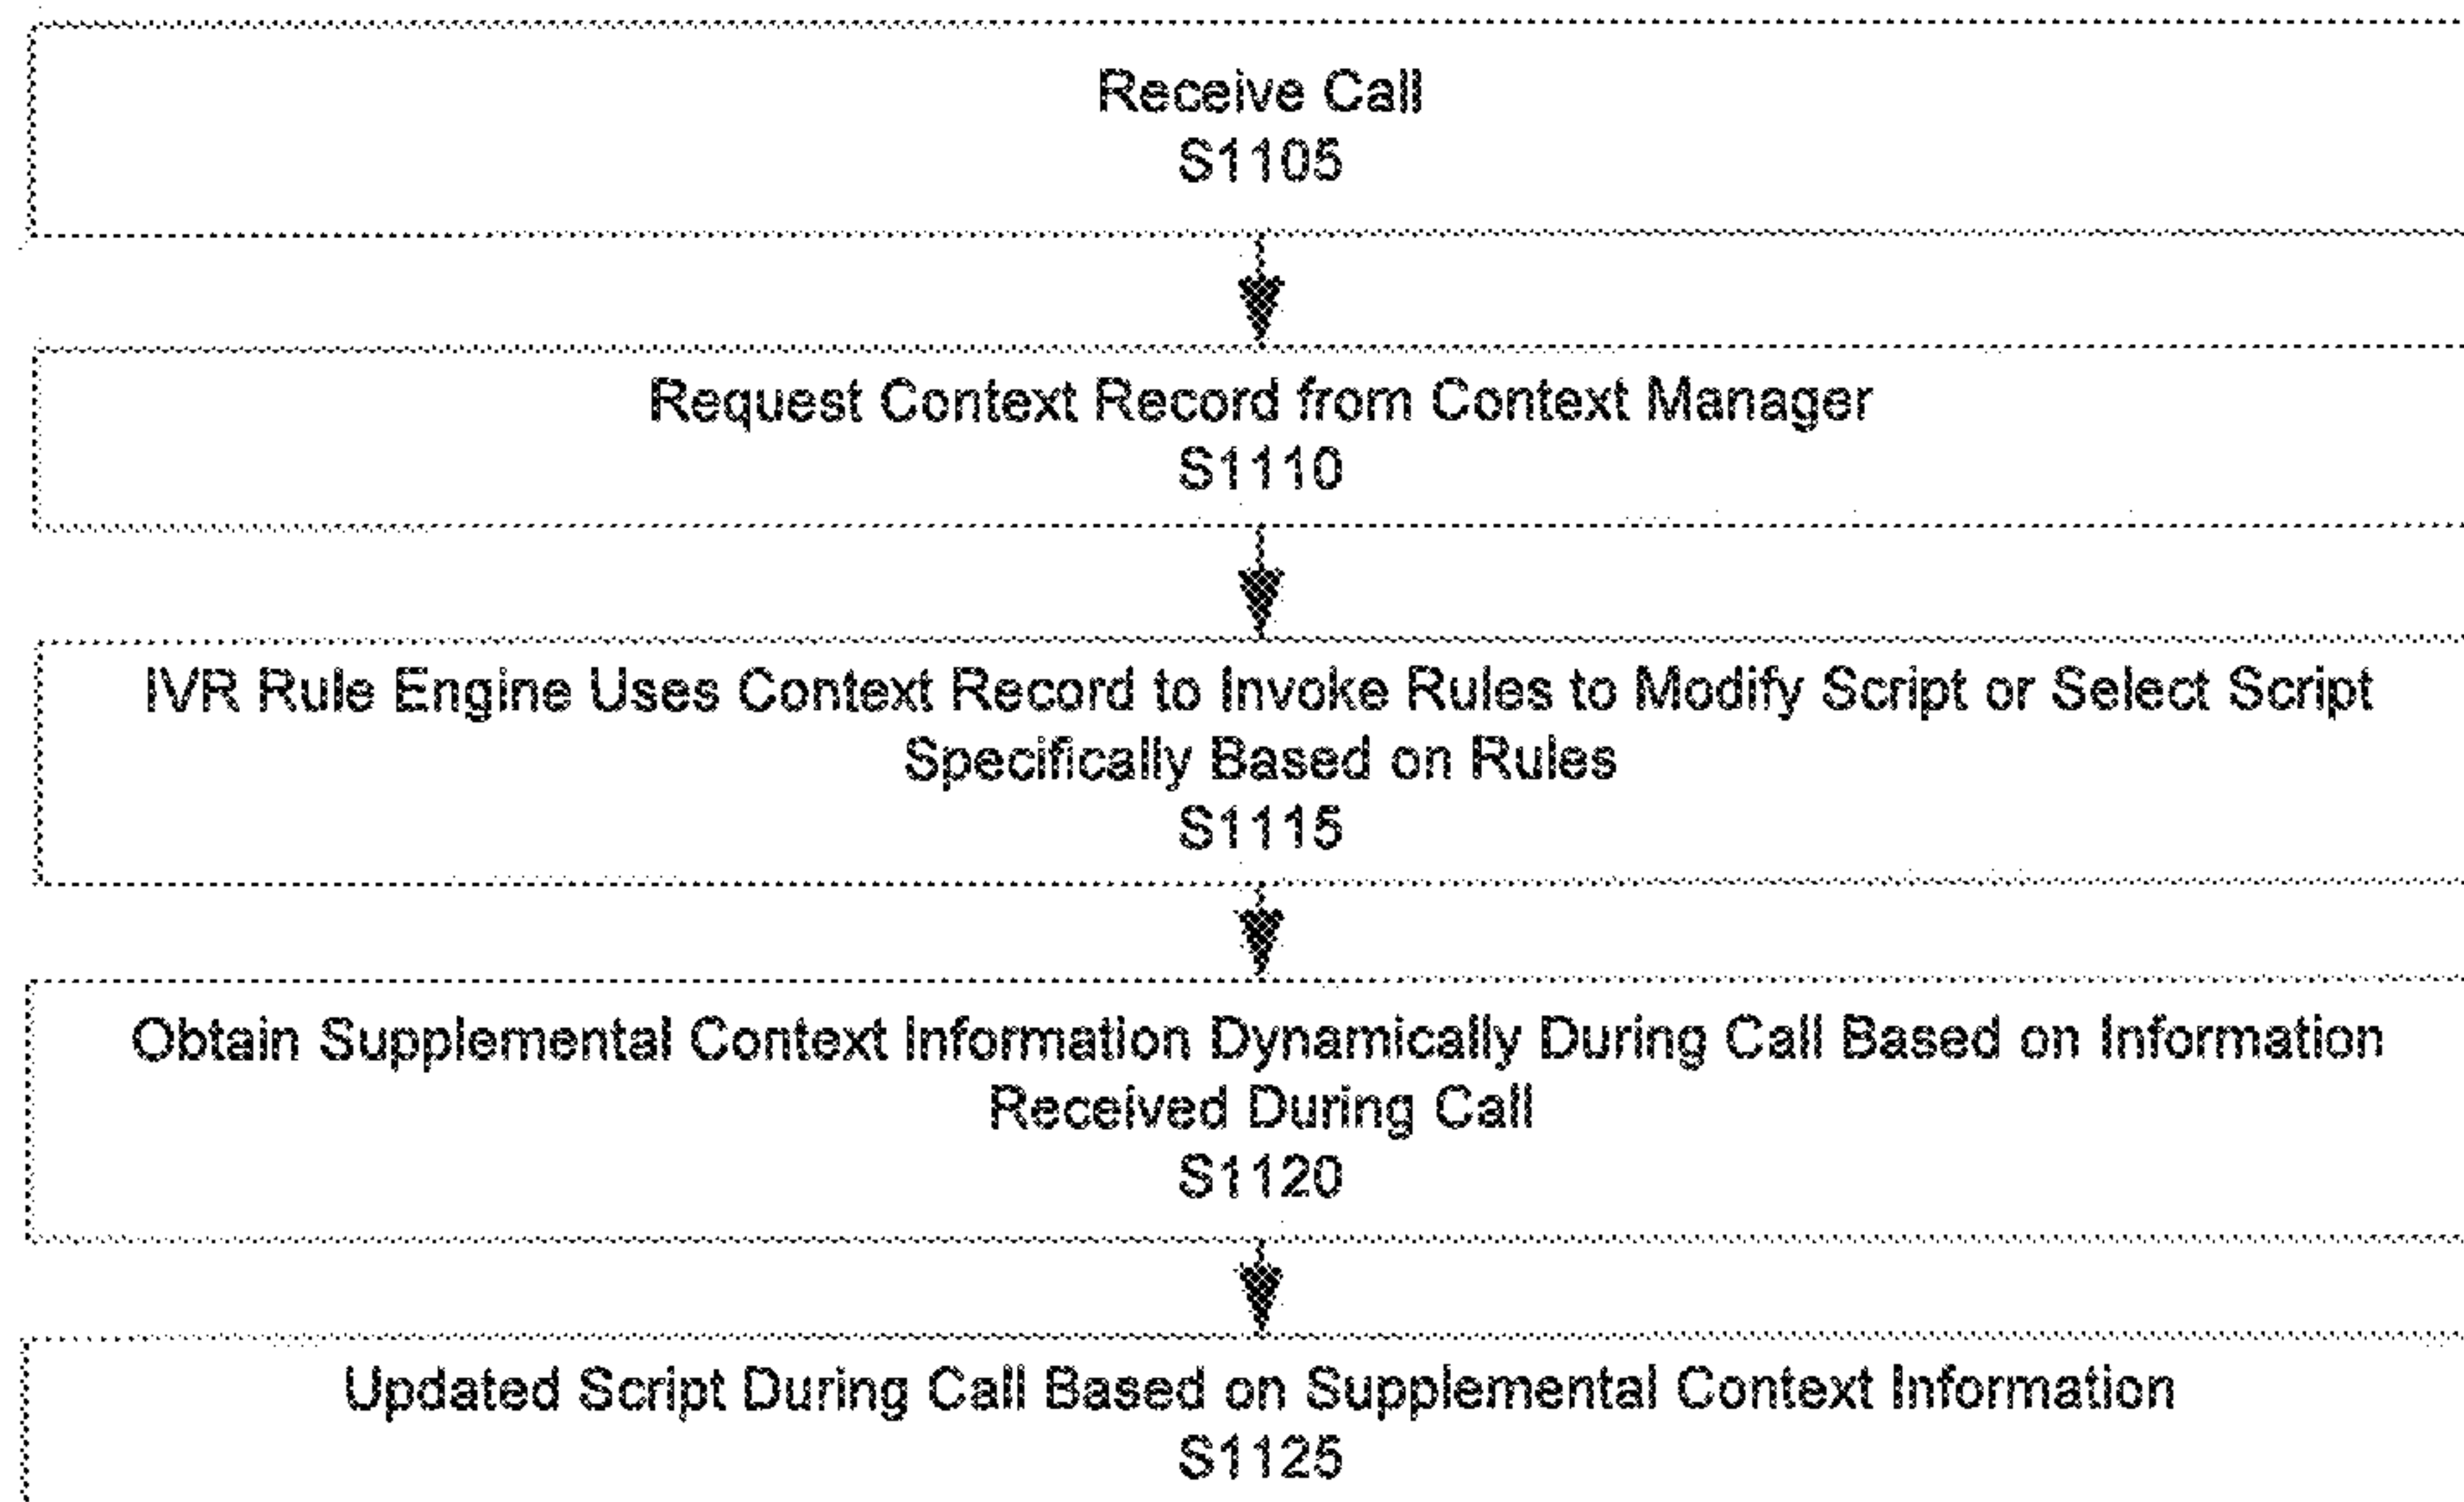 Receive Call
S1105
Request Context Record from Context Manager
S1110
IVR Rule Engine Uses Context Record to Invoke Rules to Modify Script or Select Script
Specifically Based on Rules
S1115
Obtain Supplemental Context Information Dynamically During Call Based on Information
Received During Call
S1120
Updated Script During Call Based on Supplemental Context Information
S1125